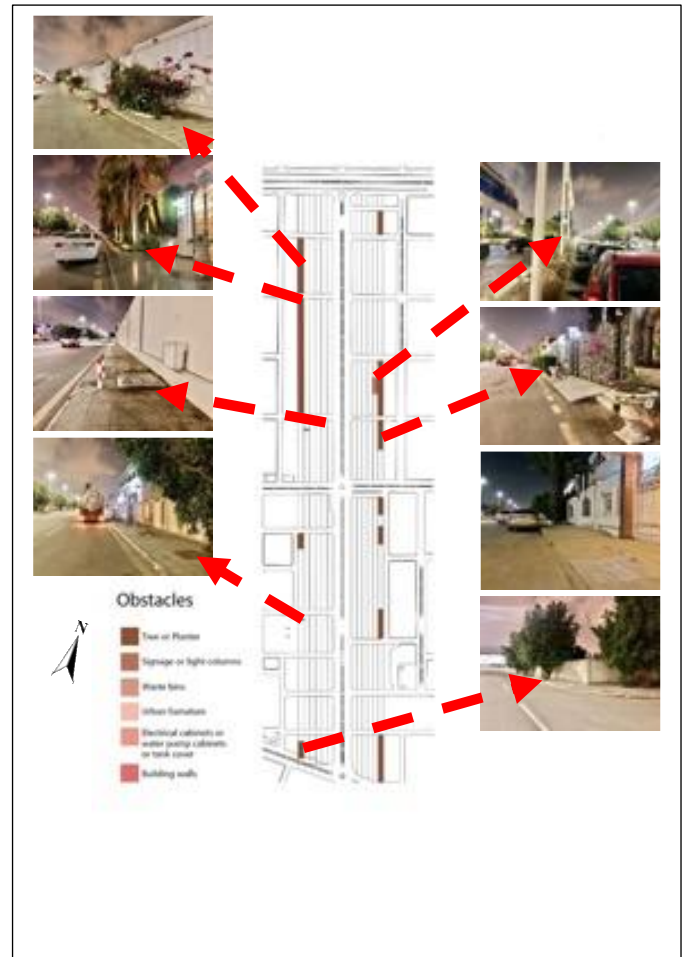 Obstacles
N
Tree or Planter
Signage or light columns
Waste bins
Urban furniture
Electrical cabinets or
water pump cabinets
or tank cover
Building walls